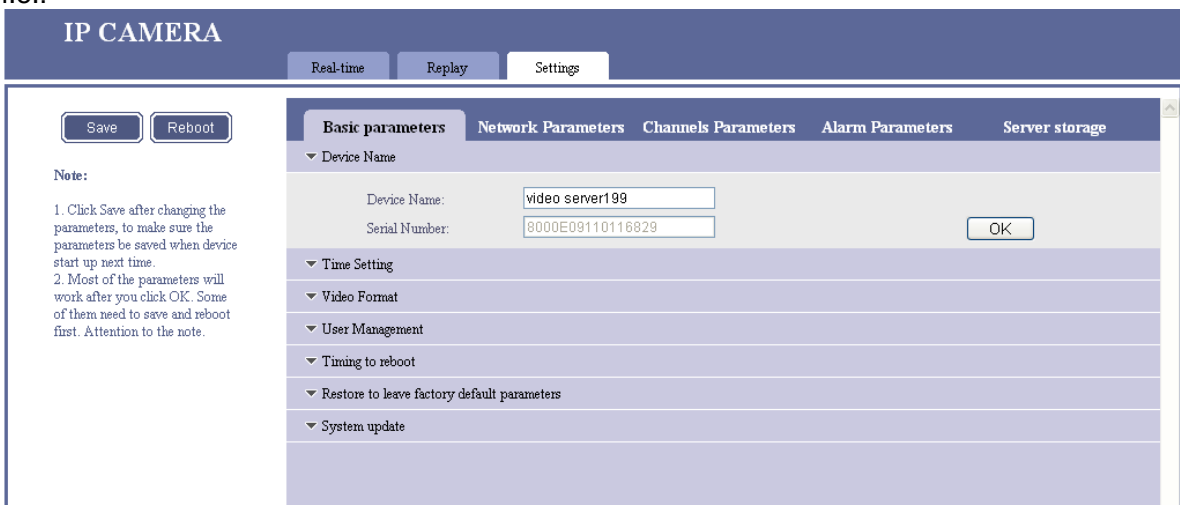 IP CAMERA
Real-time Replay Settings
Save Reboot
Note:
1. Click Save after changing the
parameters, to make sure the
parameters be saved when device
start up next time.
2. Most of the parameters will
work after you click OK. Some
of them need to save and reboot
first. Attention to the note.
Basic parameters Network Parameters Channels Parameters Alarm Parameters Server storage
Device Name
Device Name: video server199
Serial Number: 8000E09110116829
OK
Time Setting
Video Format
User Management
Timing to reboot
Restore to leave factory default parameters
System update